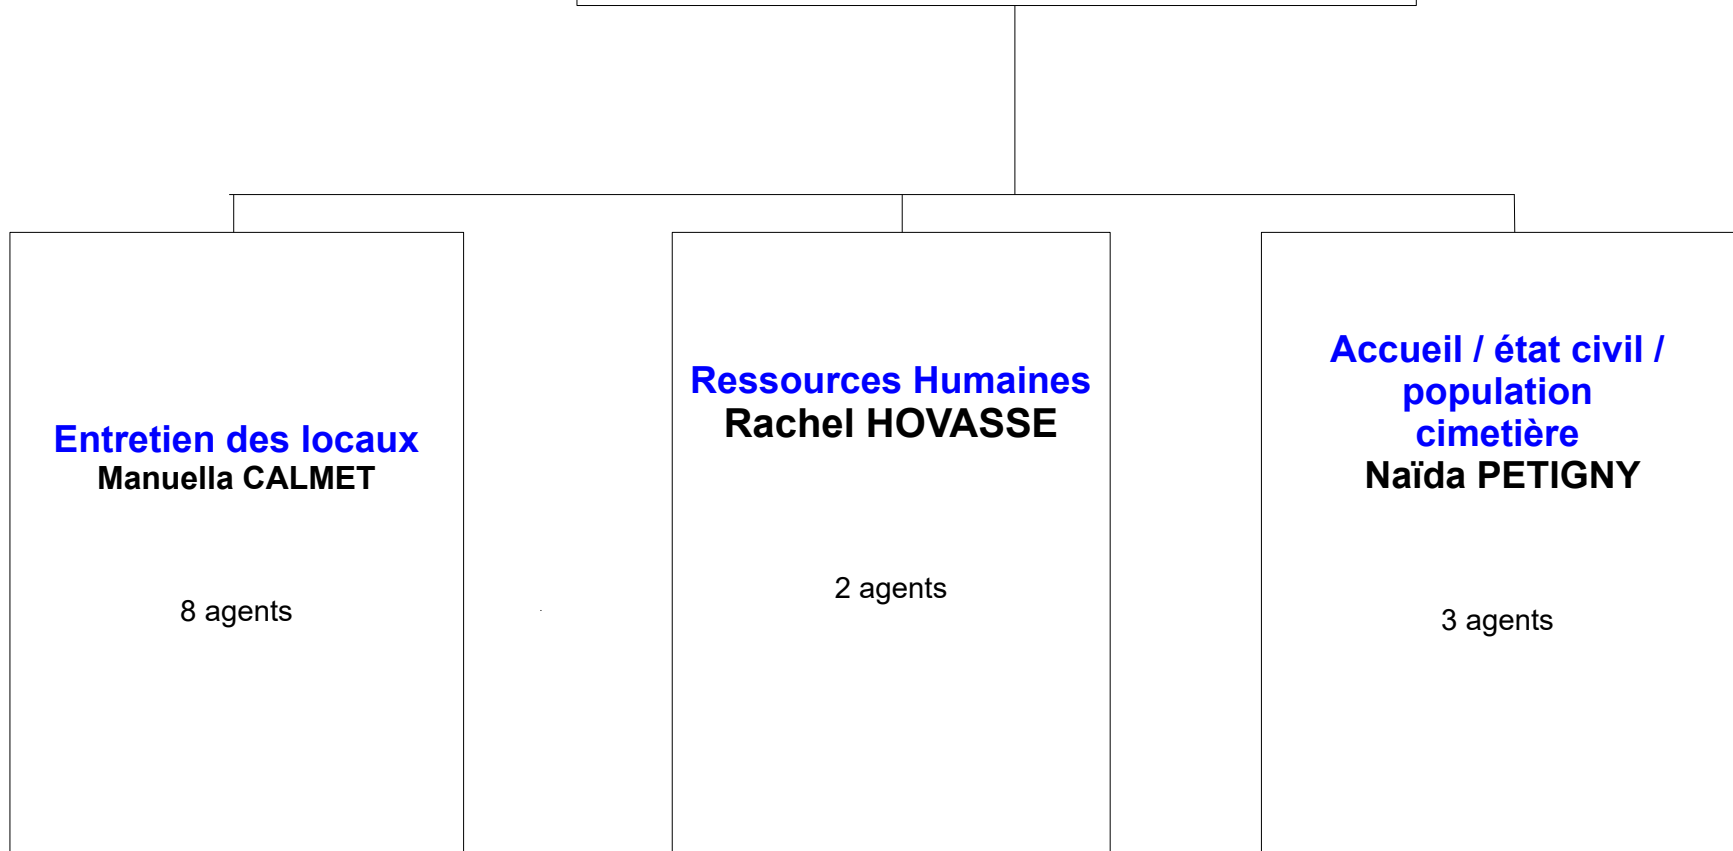 Entretien des locaux
Manuella CALMET
8 agents
Ressources Humaines
Rachel HOVASSE
2 agents
Accueil / état civil /
population
cimetière
Naïda PETIGNY
3 agents